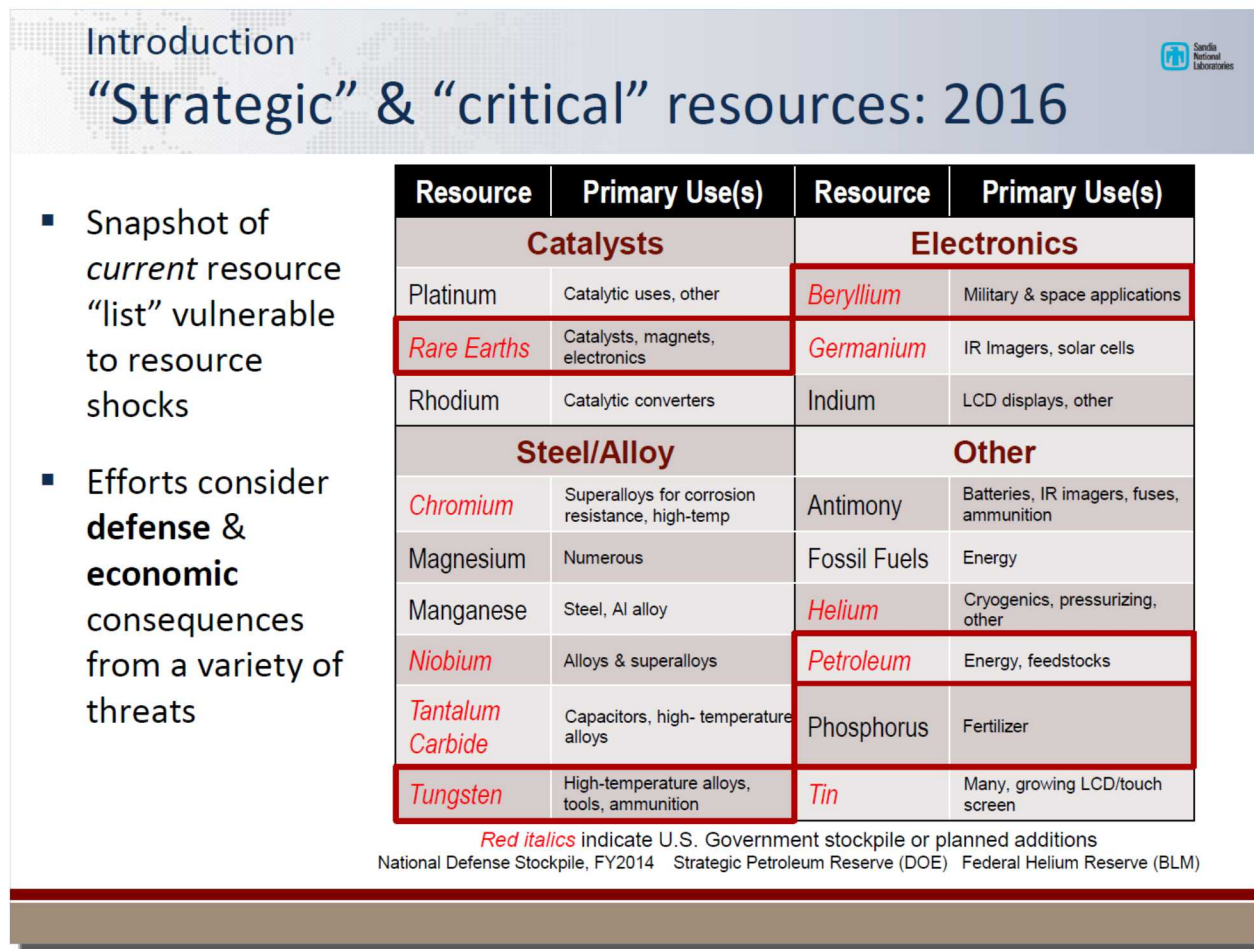 Introduction
“Strategic” & “critical” resources: 2016
Sandia
National
Laboratories
▪ Snapshot of
current resource
“list” vulnerable
to resource
shocks
▪ Efforts consider
defense &
economic
consequences
from a variety of
threats
Resource Primary Use(s) Resource Primary Use(s)
Catalysts Electronics
Platinum Catalytic uses, other Beryllium Military & space applications
Rare Earths Catalysts, magnets,
electronics
Germanium IR Imagers, solar cells
Rhodium Catalytic converters Indium LCD displays, other
Steel/Alloy Other
Chromium Superalloys for corrosion
resistance, high-temp
Antimony Batteries, IR imagers, fuses,
ammunition
Magnesium Numerous Fossil Fuels Energy
Manganese Steel, Al alloy Helium Cryogenics, pressurizing,
other
Niobium Alloys & superalloys Petroleum Energy, feedstocks
Tantalum
Carbide
Capacitors, high- temperature
alloys
Phosphorus Fertilizer
Tungsten High-temperature alloys,
tools, ammunition
Tin Many, growing LCD/touch
screen
Red italics indicate U.S. Government stockpile or planned additions
National Defense Stockpile, FY2014 Strategic Petroleum Reserve (DOE) Federal Helium Reserve (BLM)